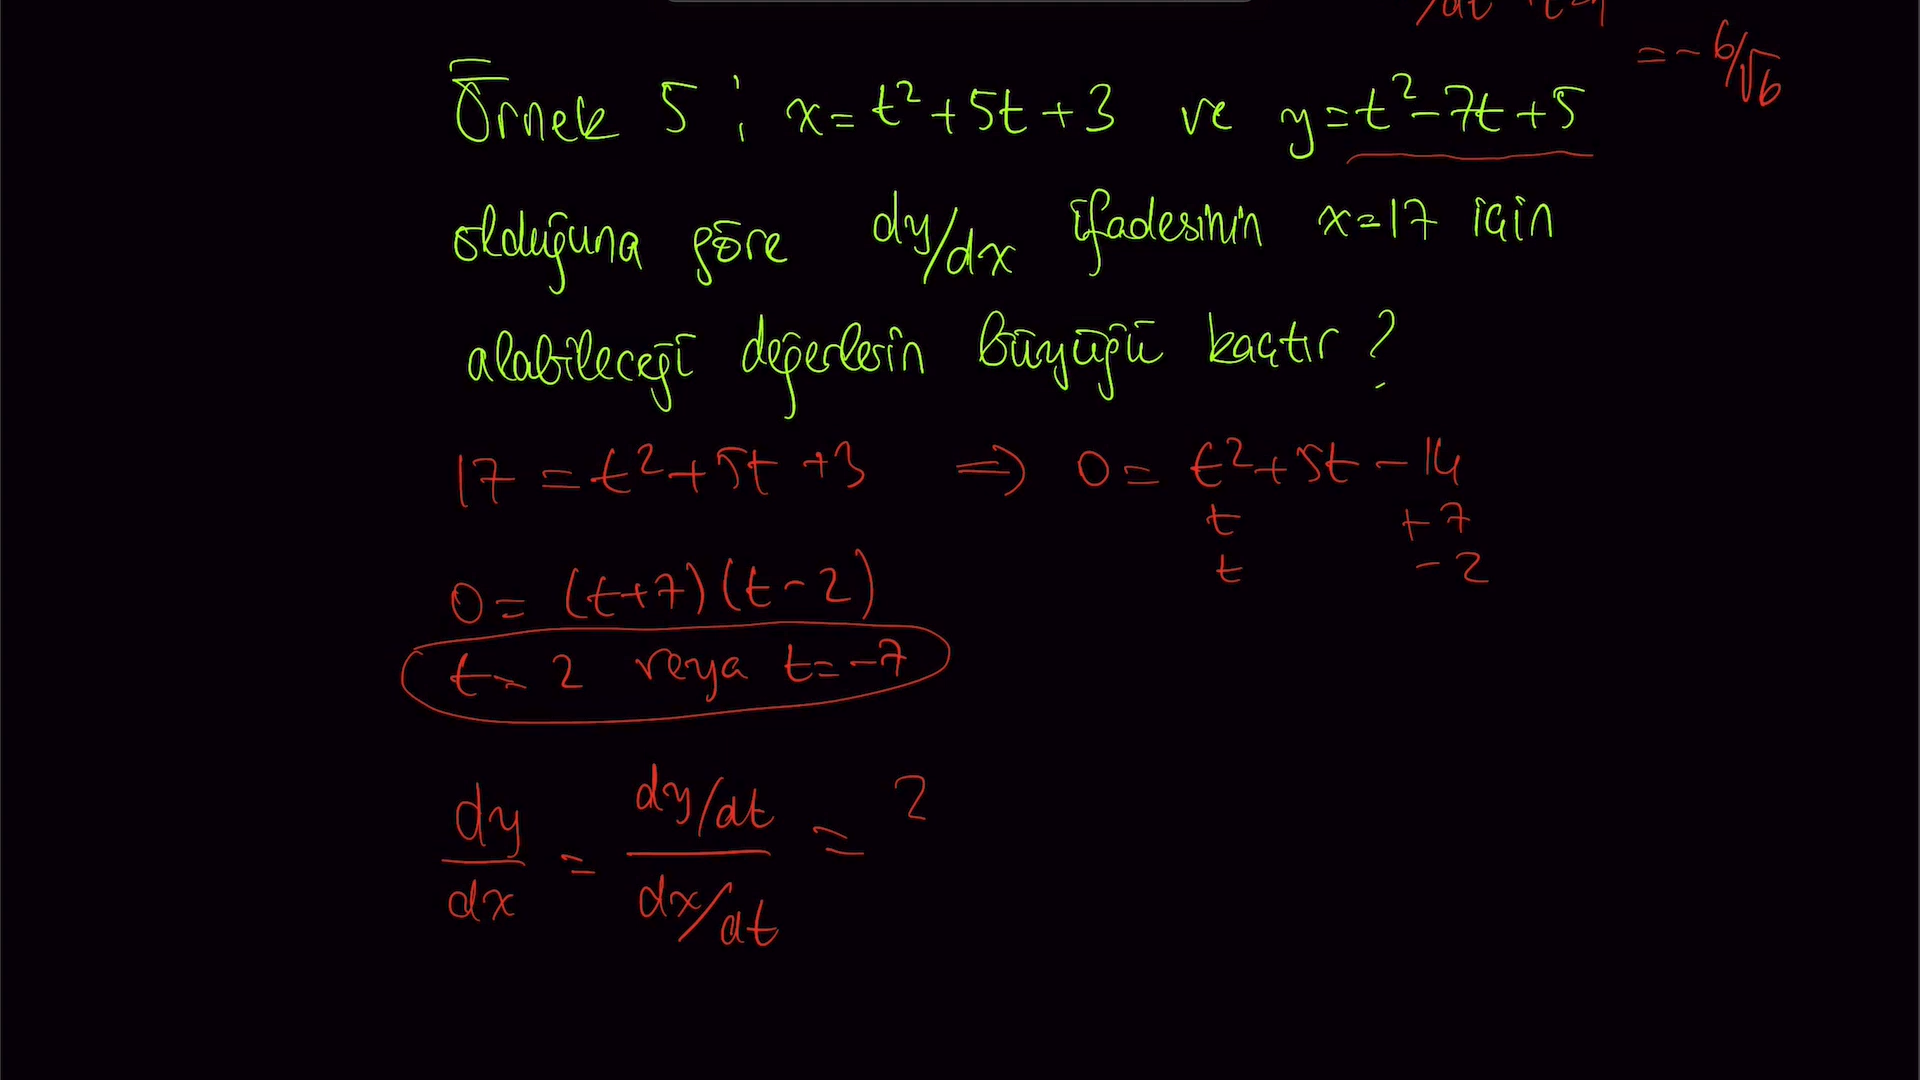 = - 6/√6
Örnek 5 : x = t² + 5t + 3 ve y = t² - 7t + 5
olduğuna göre dy/dx ifadesinin x = 17 için
alabileceği değerlerin büyüğü kaçtır ?
17 = t² + 5t + 3 ⇒ 0 = t² + 5t - 14
t + 7
t - 2
0 = (t+7)(t-2)
t = 2 veya t = -7
dy/dx = (dy/dt)/(dx/dt) = 2